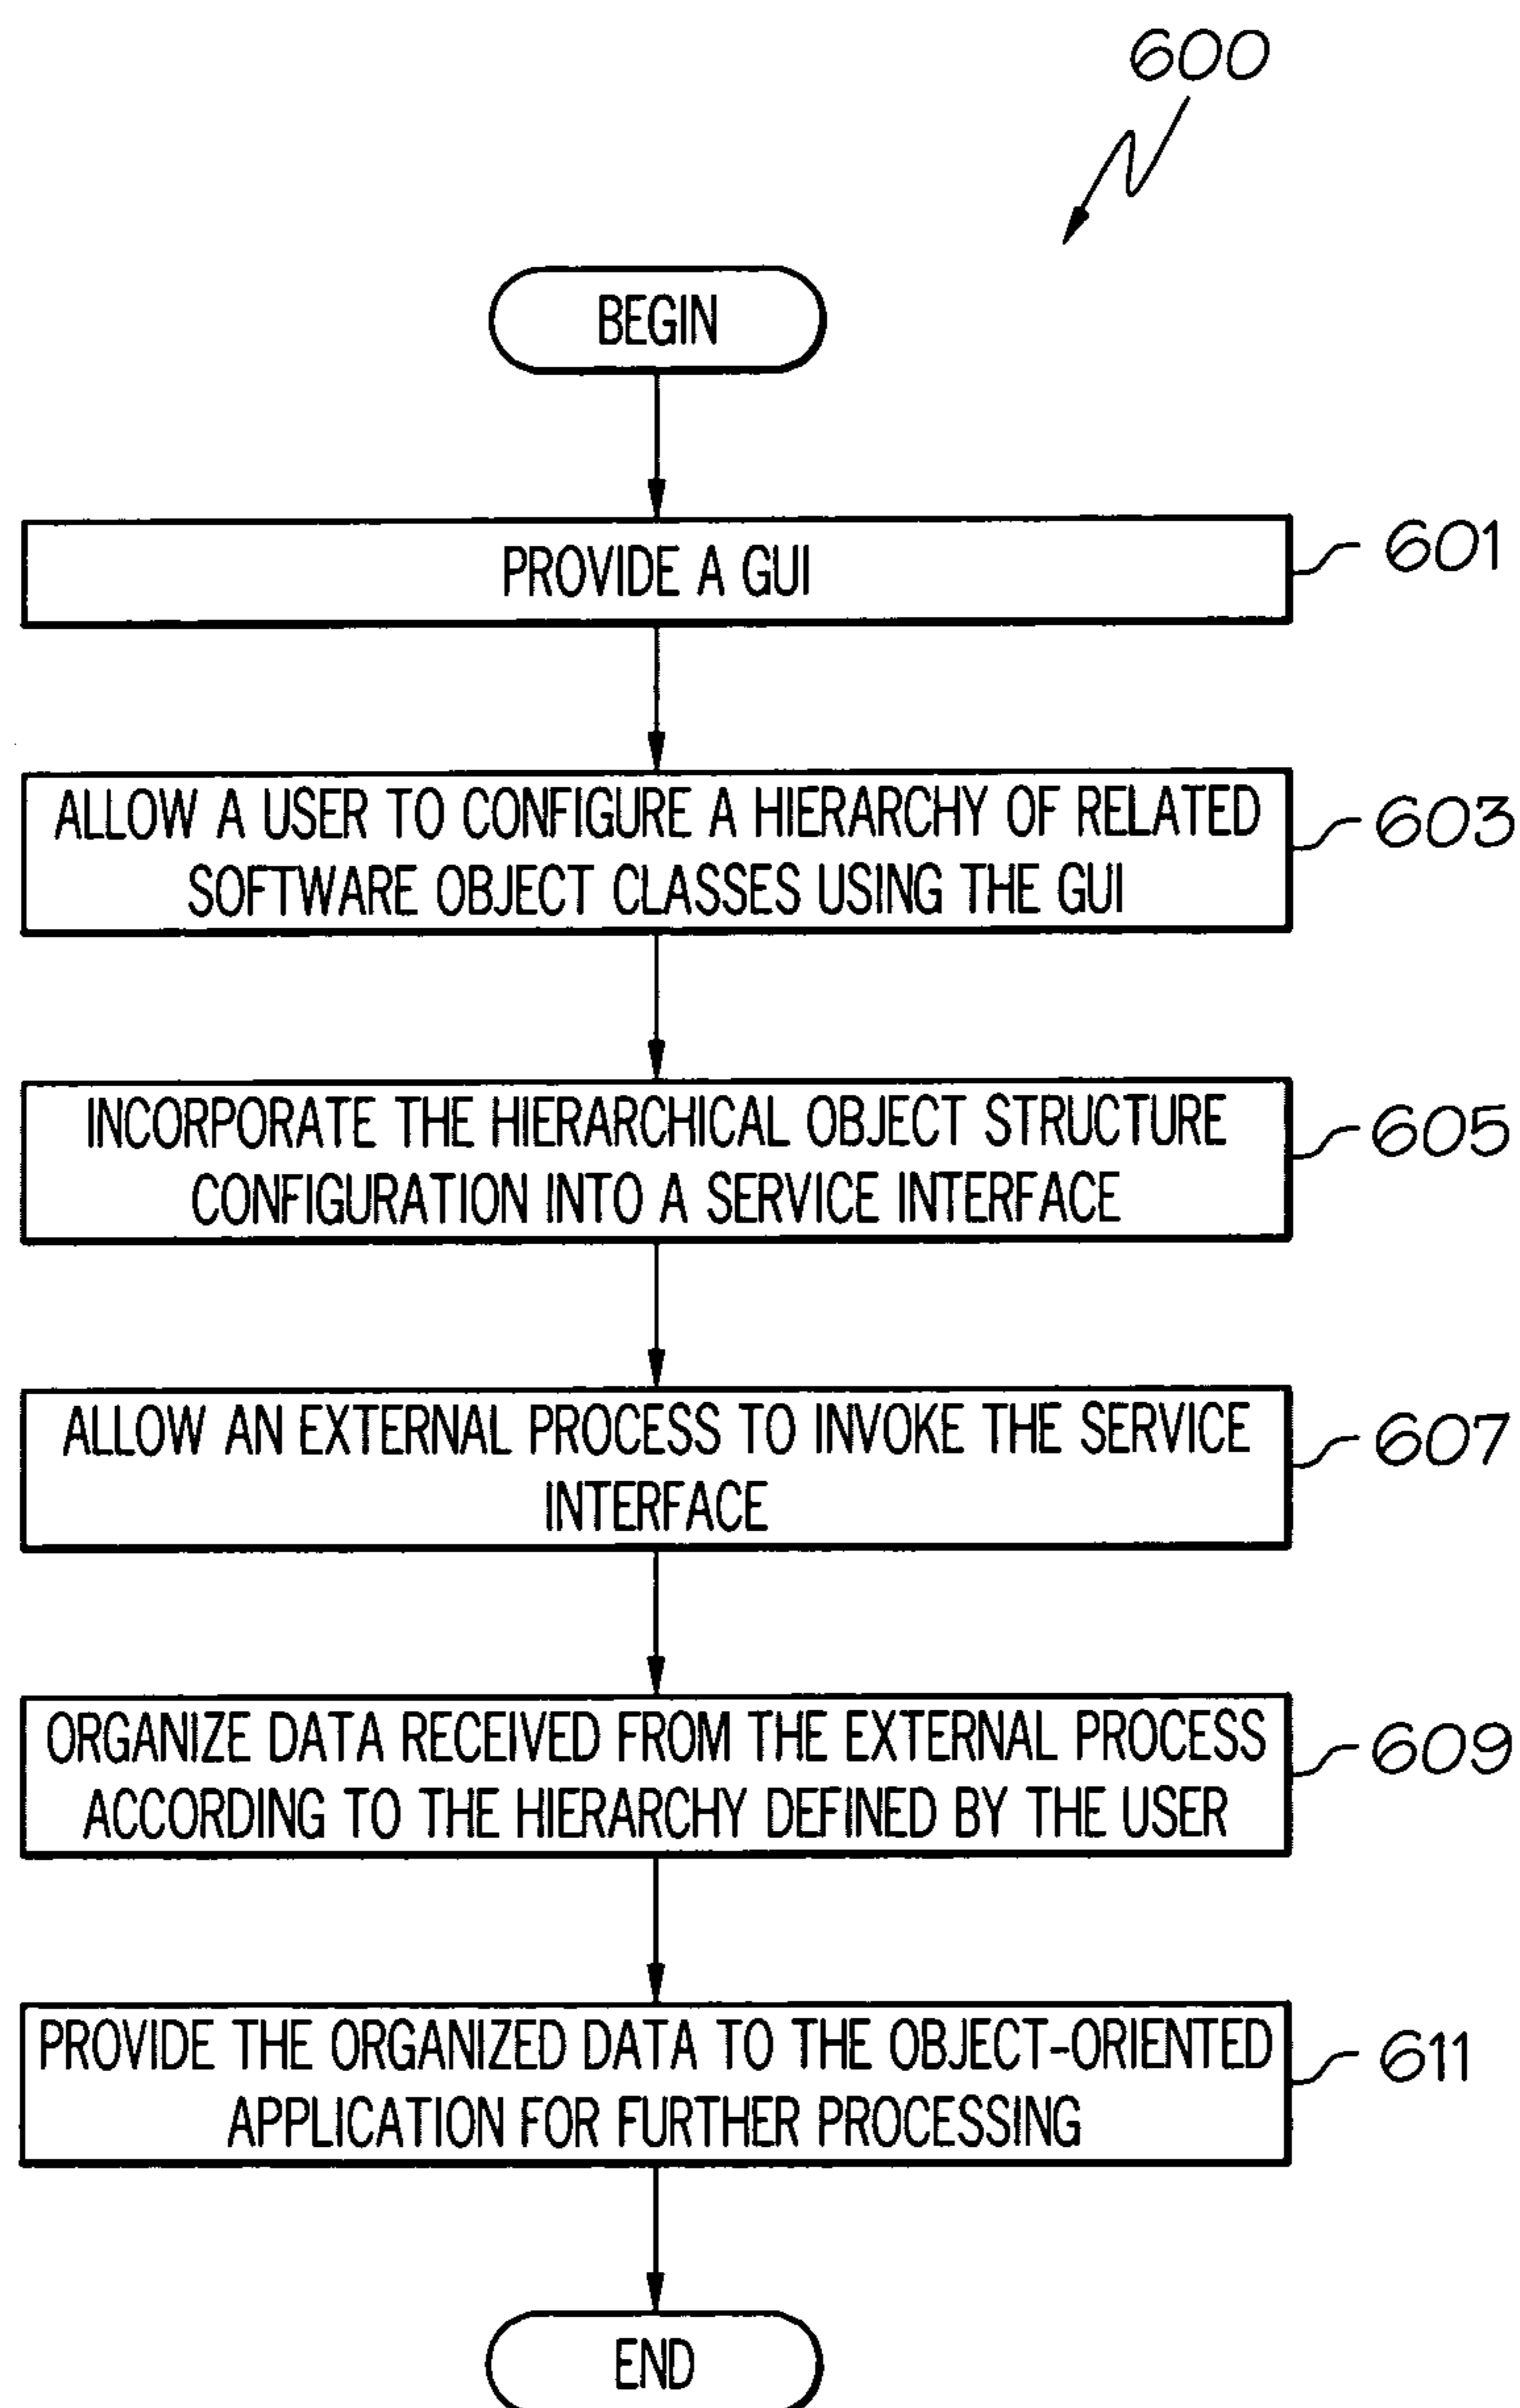 600
BEGIN
PROVIDE A GUI
601
ALLOW A USER TO CONFIGURE A HIERARCHY OF RELATED
SOFTWARE OBJECT CLASSES USING THE GUI
603
INCORPORATE THE HIERARCHICAL OBJECT STRUCTURE
CONFIGURATION INTO A SERVICE INTERFACE
605
ALLOW AN EXTERNAL PROCESS TO INVOKE THE SERVICE
INTERFACE
607
ORGANIZE DATA RECEIVED FROM THE EXTERNAL PROCESS
ACCORDING TO THE HIERARCHY DEFINED BY THE USER
609
PROVIDE THE ORGANIZED DATA TO THE OBJECT-ORIENTED
APPLICATION FOR FURTHER PROCESSING
611
END